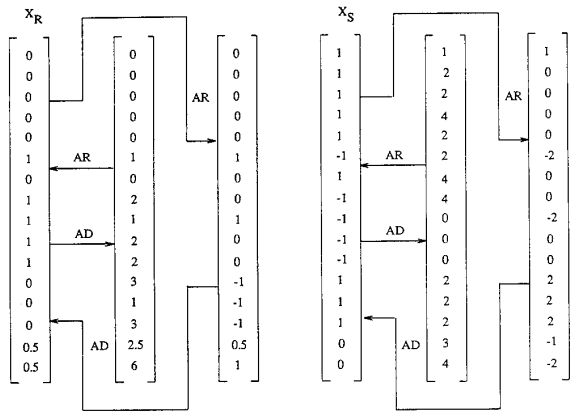 X_R X_S
0 0 0 1 1 1
0 0 0 1 2 0
0 0 AR 0 1 2 AR 0
0 0 0 1 4 0
0 0 0 1 2 0
1 AR 1 1 -1 AR 2 -2
0 0 0 1 4 0
1 2 0 -1 4 0
1 1 1 -1 0 -2
1 AD 2 0 -1 AD 0 0
1 2 0 -1 0 0
0 3 -1 1 2 2
0 1 -1 1 2 2
0 3 -1 1 2 2
0.5 AD 2.5 0.5 0 AD 3 -1
0.5 6 1 0 4 -2